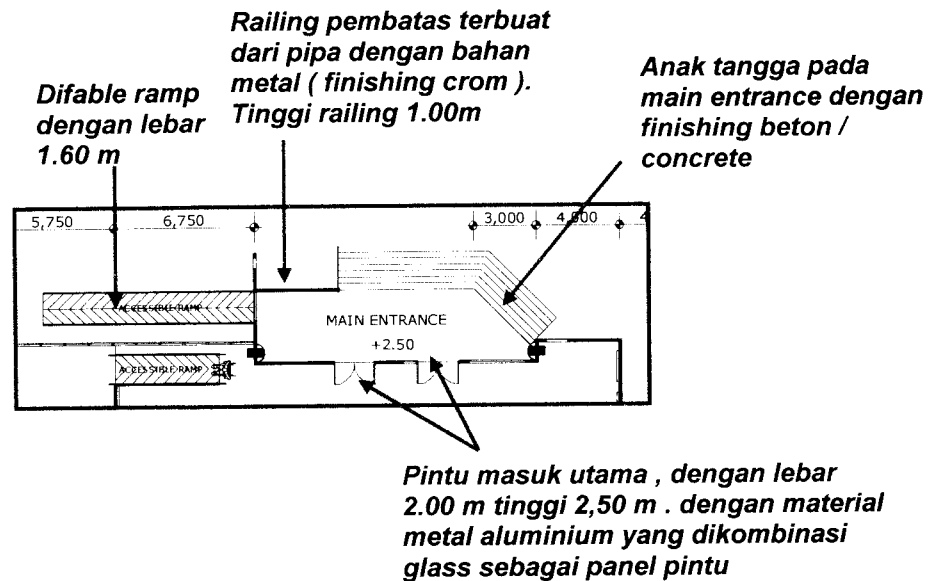 Railing pembatas terbuat
dari pipa dengan bahan
metal ( finishing crom ).
Tinggi railing 1.00m
Difable ramp
dengan lebar
1.60 m
Anak tangga pada
main entrance dengan
finishing beton /
concrete
5,750
6,750
3,000
4,000
4
ACCESSIBLE RAMP
MAIN ENTRANCE
+2.50
ACCESSIBLE RAMP
Pintu masuk utama , dengan lebar
2.00 m tinggi 2,50 m . dengan material
metal aluminium yang dikombinasi
glass sebagai panel pintu